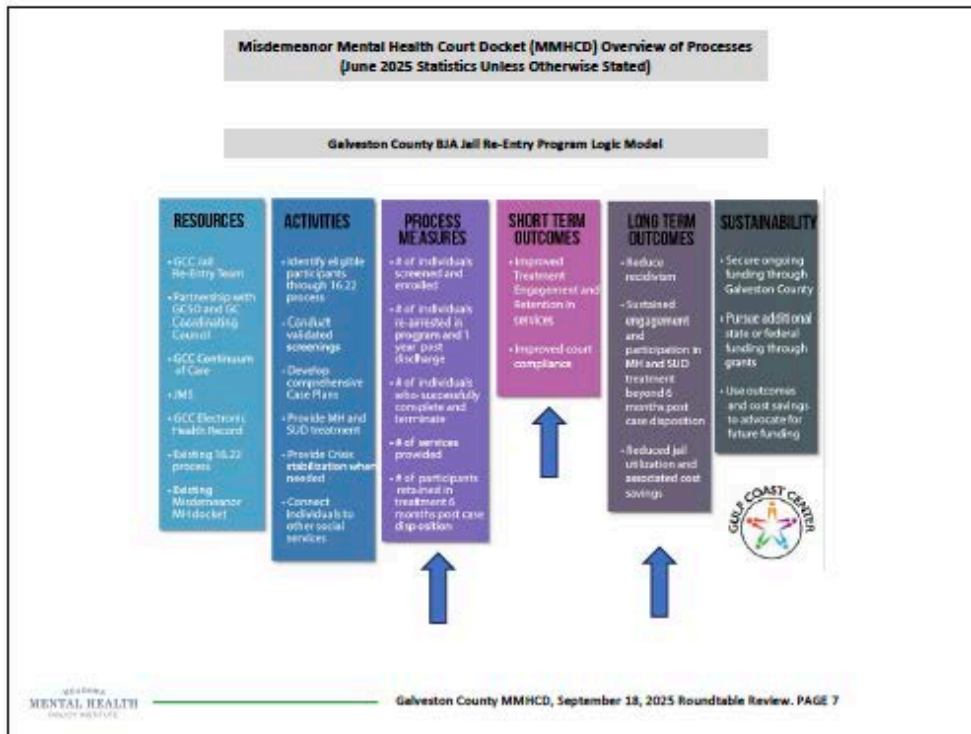 Misdemeanor Mental Health Court Docket (MMHCD) Overview of Processes
(June 2025 Statistics Unless Otherwise Stated)
Galveston County BJA Jail Re-Entry Program Logic Model
RESOURCES
• GCC Jail
Re-Entry Team
• Partnership with
GCSO and GC
Coordinating
Council
• GCC Continuum
of Care
• JMS
• GCC Electronic
Health Record
• Existing 16.22
process
• Existing
Misdemeanor
MH docket
ACTIVITIES
• Identify eligible
participants
through 16.22
process
• Conduct
validated
screenings
• Develop
comprehensive
Case Plans
• Provide MH and
SUD treatment
• Provide Crisis
stabilization when
needed
• Connect
individuals to
other social
services
PROCESS
MEASURES
• # of individuals
screened and
enrolled
• # of individuals
re-arrested in
program and 1
year post
discharge
• # of individuals
who successfully
complete and
terminate
• # of services
provided
• # of participants
retained in
treatment 6
months post case
disposition
SHORT TERM
OUTCOMES
• Improved
Treatment
Engagement and
Retention in
services
• Improved court
compliance
LONG TERM
OUTCOMES
• Reduce
recidivism
• Sustained
engagement
and
participation in
MH and SUD
treatment
beyond 6
months post
case disposition
• Reduced jail
utilization and
associated cost
savings
SUSTAINABILITY
• Secure ongoing
funding through
Galveston County
• Pursue additional
state or federal
funding through
grants
• Use outcomes
and cost savings
to advocate for
future funding
GULF COAST CENTER
MEADOWS
MENTAL HEALTH
POLICY INSTITUTE
Galveston County MMHCD, September 18, 2025 Roundtable Review. PAGE 7